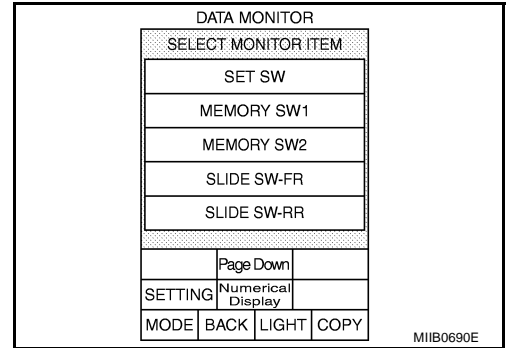 DATA MONITOR
SELECT MONITOR ITEM
SET SW
MEMORY SW1
MEMORY SW2
SLIDE SW-FR
SLIDE SW-RR
Page Down
SETTING Numerical
Display
MODE BACK LIGHT COPY
MIIB0690E